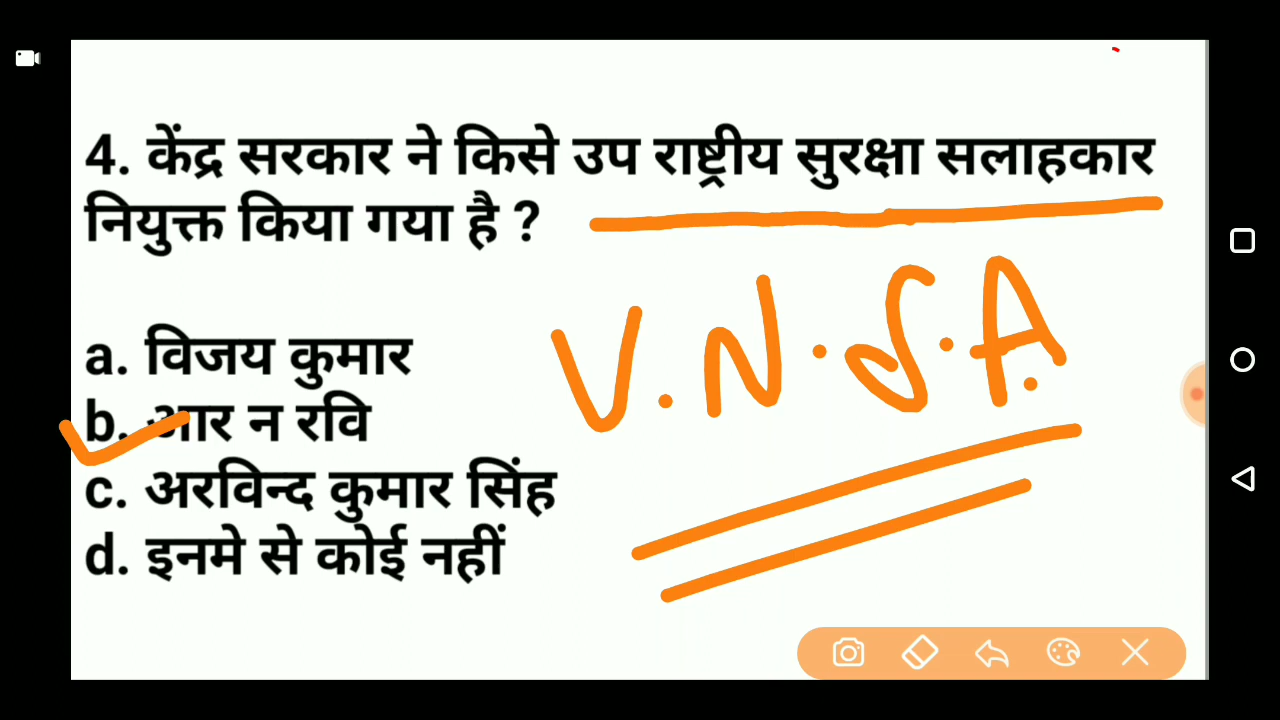 4. केंद्र सरकार ने किसे उप राष्ट्रीय सुरक्षा सलाहकार
नियुक्त किया गया है ?
V.N.S.A.
a. विजय कुमार
b. आर न रवि
c. अरविन्द कुमार सिंह
d. इनमे से कोई नहीं